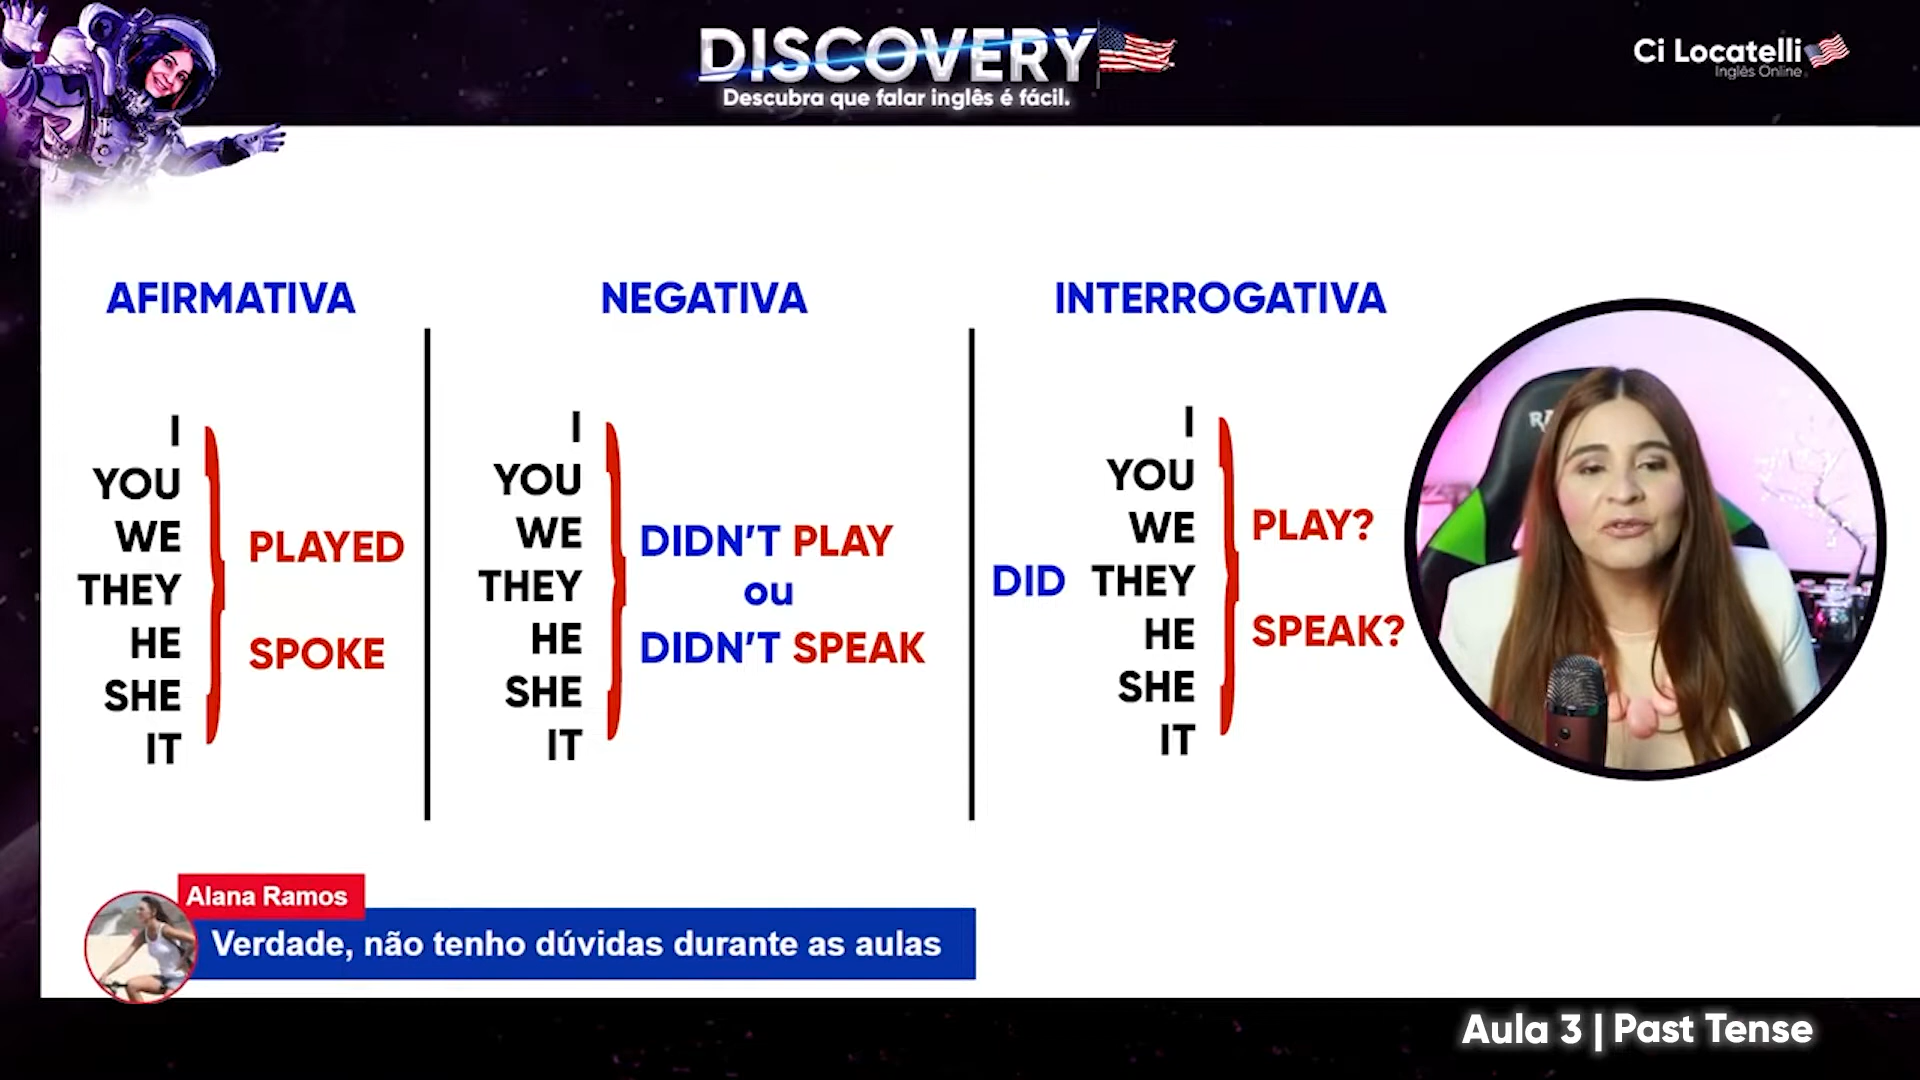 DISCOVERY
Descubra que falar inglês é fácil.
Ci Locatelli
Inglês Online
AFIRMATIVA
I
YOU
WE
THEY
HE
SHE
IT
PLAYED
SPOKE
NEGATIVA
I
YOU
WE
THEY
HE
SHE
IT
DIDN'T PLAY
ou
DIDN'T SPEAK
INTERROGATIVA
DID
I
YOU
WE
THEY
HE
SHE
IT
PLAY?
SPEAK?
Alana Ramos
Verdade, não tenho dúvidas durante as aulas
Aula 3 | Past Tense